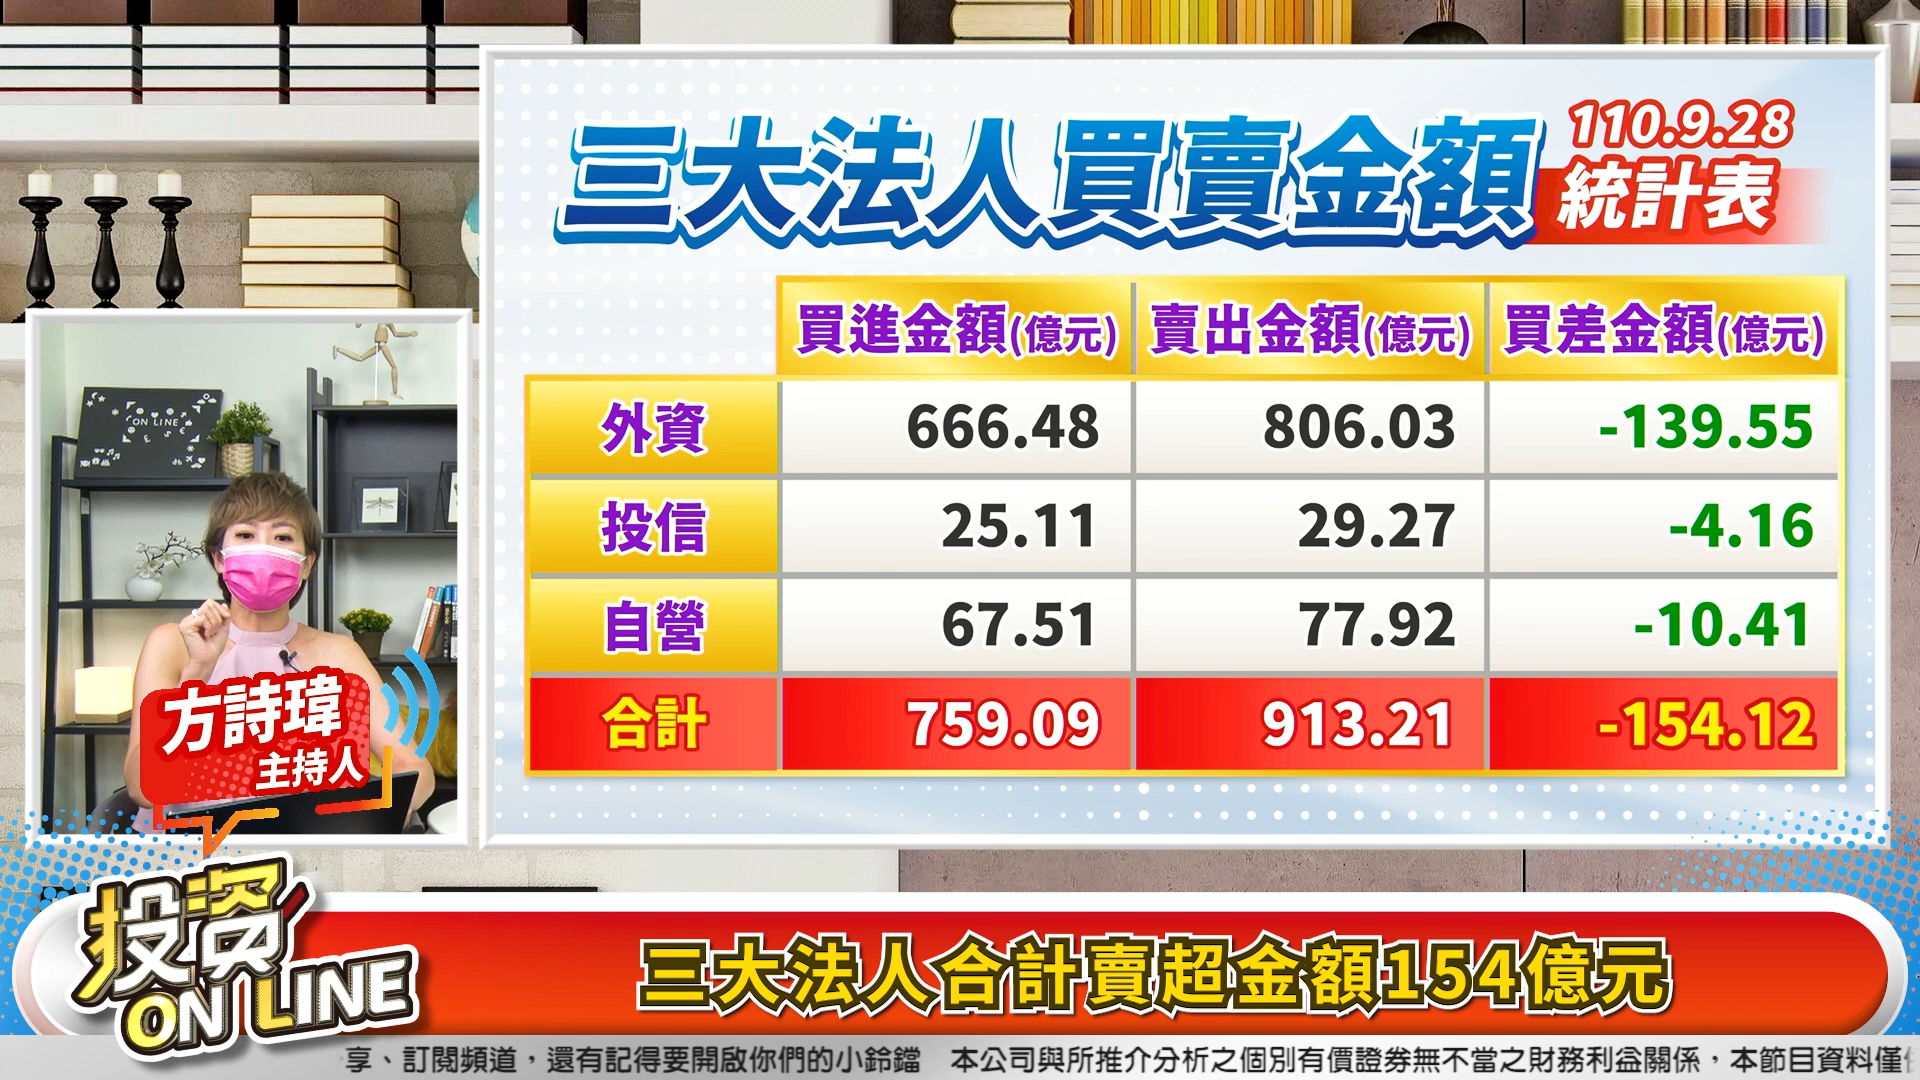 三大法人買賣金額
110.9.28
統計表
買進金額(億元) 賣出金額(億元) 買差金額(億元)
外資 666.48 806.03 -139.55
投信 25.11 29.27 -4.16
自營 67.51 77.92 -10.41
合計 759.09 913.21 -154.12
ON LINE
方詩瑋
主持人
投資
ON LINE
三大法人合計賣超金額154億元
享、訂閱頻道，還有記得要開啟你們的小鈴鐺 本公司與所推介分析之個別有價證券無不當之財務利益關係，本節目資料僅